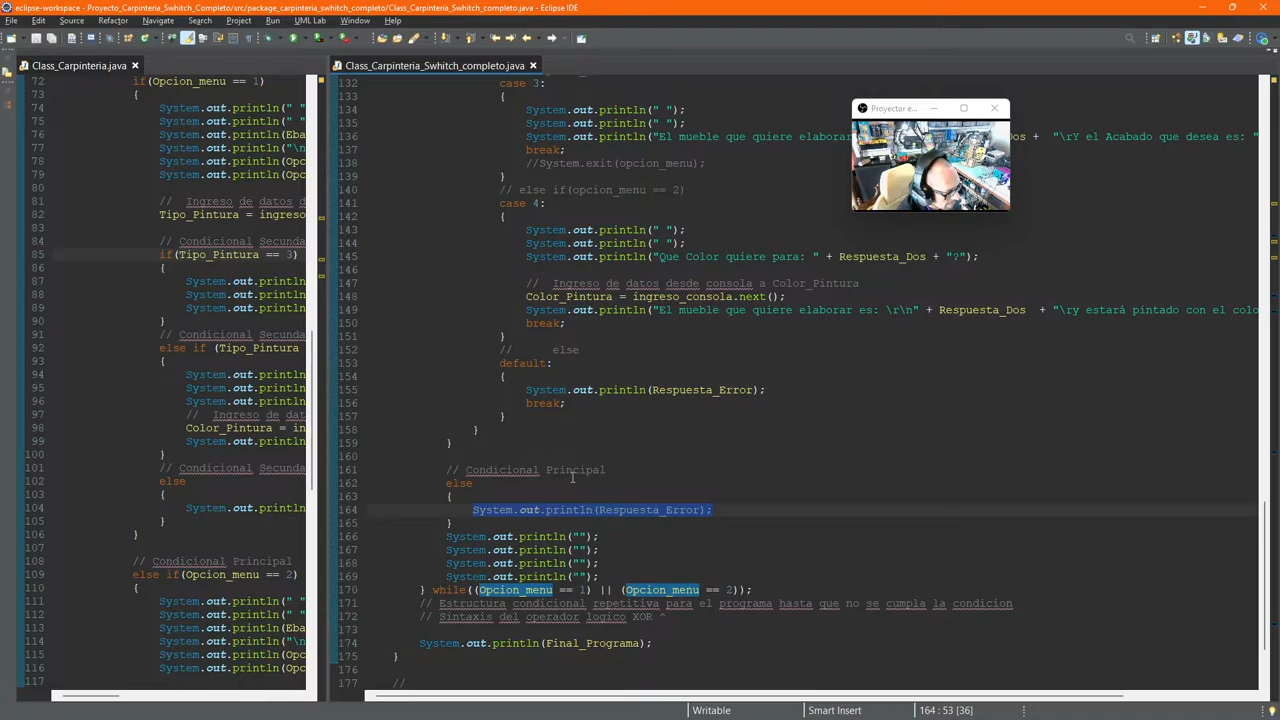 eclipse-workspace - Proyecto_Carpinteria_Swhitch_Completo/src/package_carpinteria_swhitch_completo/Class_Carpinteria_Swhitch_completo.java - Eclipse IDE
File Edit Source Refactor Navigate Search Project Run UML Lab Window Help
Class_Carpinteria.java
72 if(Opcion_menu == 1)
73 {
74 System.out.println(" "
75 System.out.println(" "
76 System.out.println(Eba
77 System.out.println("\n
78 System.out.println(Opc
79 System.out.println(Opc
80
81 // Ingreso de datos d
82 Tipo_Pintura = ingreso
83
84 // Condicional Secunda
85 if(Tipo_Pintura == 3)
86 {
87 System.out.println
88 System.out.println
89 System.out.println
90 }
91 // Condicional Secunda
92 else if (Tipo_Pintura
93 {
94 System.out.println
95 System.out.println
96 System.out.println
97 // Ingreso de dat
98 Color_Pintura = in
99 System.out.println
100 }
101 // Condicional Secunda
102 else
103 {
104 System.out.println
105 }
106 }
107
108 // Condicional Principal
109 else if(Opcion_menu == 2)
110 {
111 System.out.println(" "
112 System.out.println(" "
113 System.out.println(Eba
114 System.out.println("\n
115 System.out.println(Opc
116 System.out.println(Opc
117
Class_Carpinteria_Swhitch_completo.java
132 case 3:
133 {
134 System.out.println(" ");
135 System.out.println(" ");
136 System.out.println("El mueble que quiere elaborar Dos + "\rY el Acabado que desea es: "
137 break;
138 //System.exit(opcion_menu);
139 }
140 // else if(opcion_menu == 2)
141 case 4:
142 {
143 System.out.println(" ");
144 System.out.println(" ");
145 System.out.println("Que Color quiere para: " + Respuesta_Dos + "?");
146
147 // Ingreso de datos desde consola a Color_Pintura
148 Color_Pintura = ingreso_consola.next();
149 System.out.println("El mueble que quiere elaborar es: \r\n" + Respuesta_Dos + "\ry estará pintado con el colo
150 break;
151 }
152 // else
153 default:
154 {
155 System.out.println(Respuesta_Error);
156 break;
157 }
158 }
159 }
160
161 // Condicional Principal
162 else
163 {
164 System.out.println(Respuesta_Error);
165 }
166 System.out.println("");
167 System.out.println("");
168 System.out.println("");
169 System.out.println("");
170 } while((Opcion_menu == 1) || (Opcion_menu == 2));
171 // Estructura condicional repetitiva para el programa hasta que no se cumpla la condicion
172 // Sintaxis del operador logico XOR ^
173
174 System.out.println(Final_Programa);
175 }
176
177 //
Proyector e...
Writable Smart Insert 164 : 53 [36]